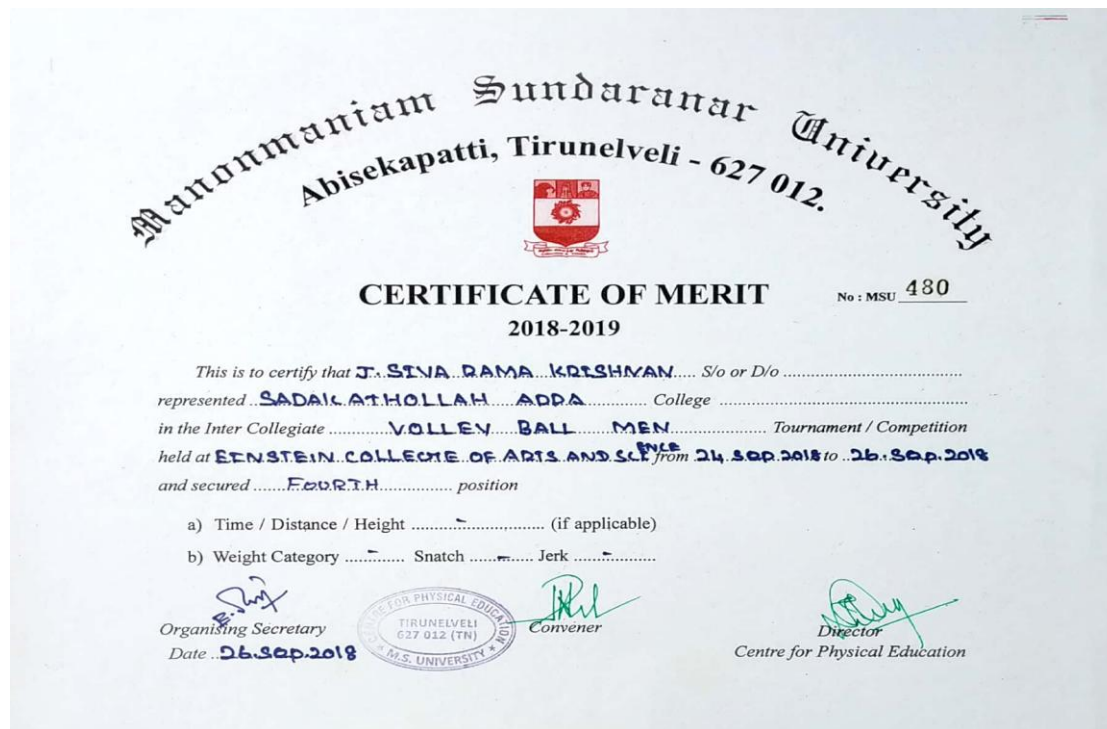 Manonmaniam Sundaranar University
Abisekapatti, Tirunelveli - 627 012.
CERTIFICATE OF MERIT
No : MSU 480
2018-2019
This is to certify that J. SIVA RAMA KRISHNAN S/o or D/o
represented SADAKATHOLLAH APPA College
in the Inter Collegiate VOLLEY BALL MEN Tournament / Competition
held at EINSTEIN COLLEGE OF ARTS AND SCIENCE from 24.Sep.2018 to 26.Sep.2018
and secured FOURTH position
a) Time / Distance / Height - (if applicable)
b) Weight Category - Snatch - Jerk -
Organising Secretary
Convener
Director
Date 26.Sep.2018
Centre for Physical Education
CENTRE FOR PHYSICAL EDUCATION
TIRUNELVELI
627 012 (TN)
* M.S. UNIVERSITY *